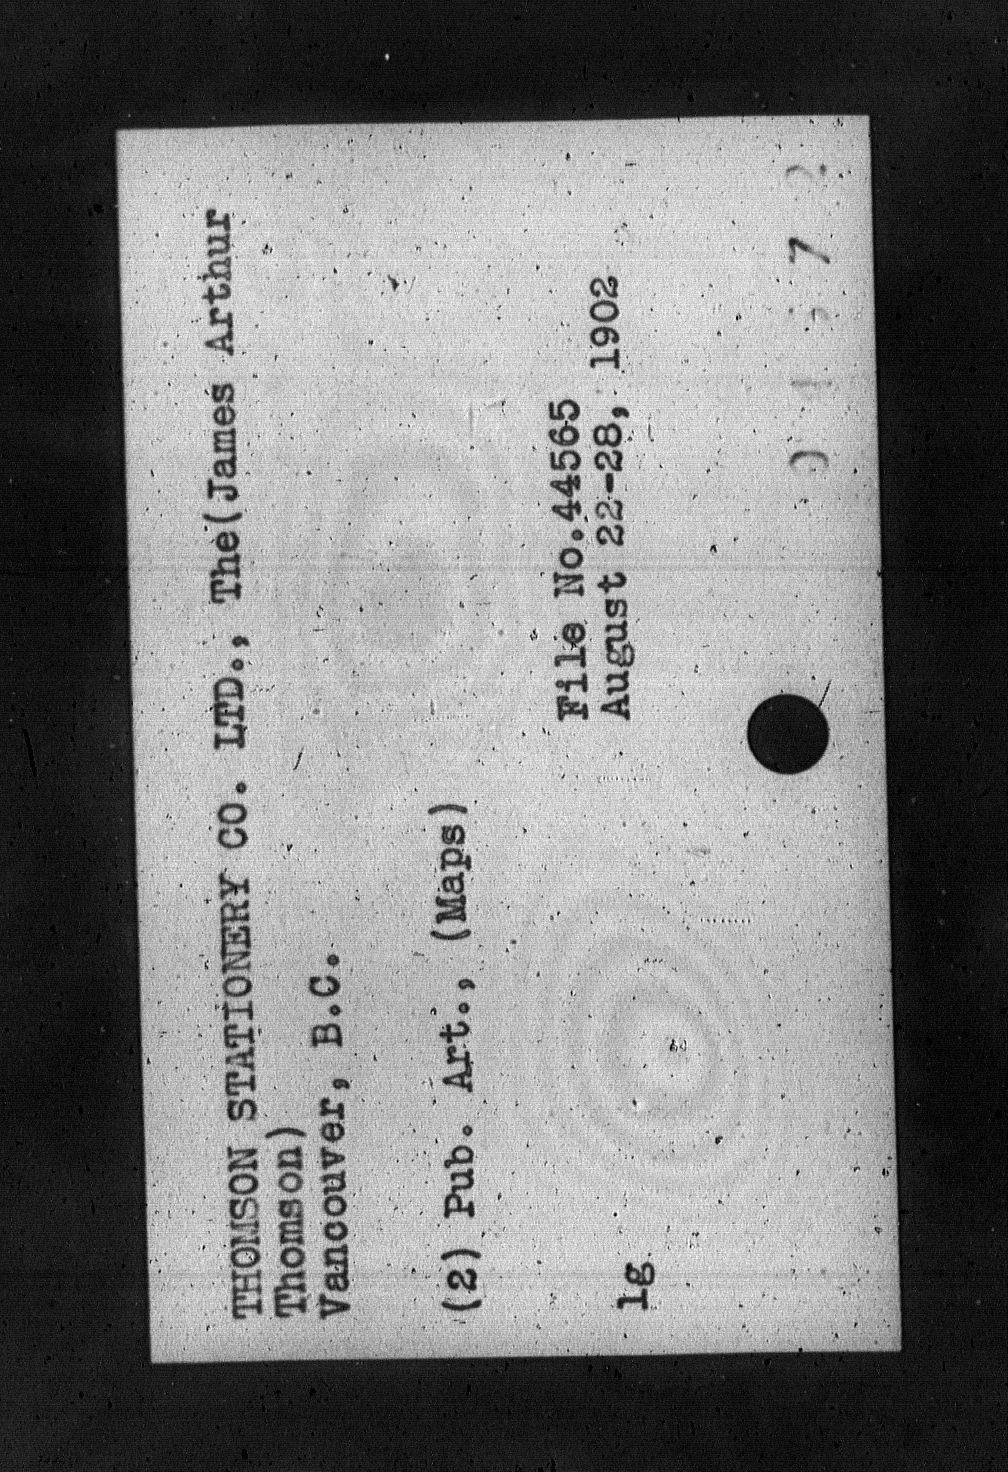 THOMSON STATIONERY CO. LTD., The(James Arthur
Thomson)
Vancouver, B.C.
(2) Pub. Art., (Maps)
File No.44565
lg August 22-28, 1902